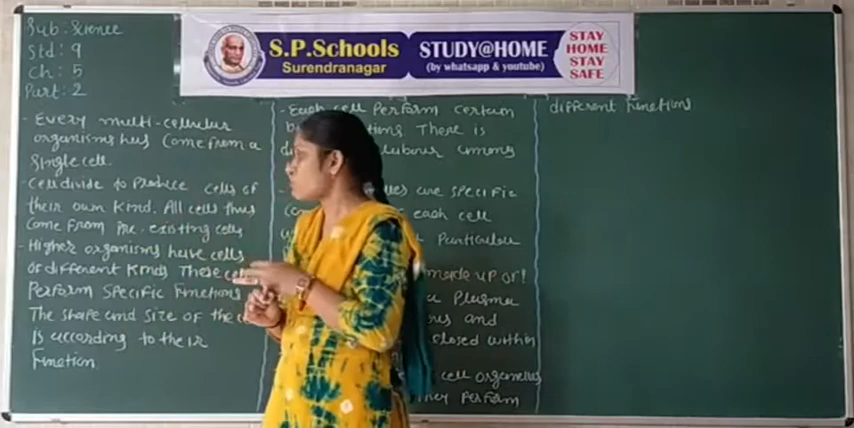 Sub : Science
Std : 9
Ch : 5
Part : 2
S.P.Schools
Surendranagar
STUDY@HOME
(by whatsapp & youtube)
STAY
HOME
STAY
SAFE
- Every multi-cellular
organisms has come from a
Single cell.
- Cell divide to Produce cells of
their own kind. All cells thus
come from Pre-existing cells
- Higher organisms have cells
of different kinds These
Perform specific Functions
The shape and size of the
is according to their
Function
- Each cell Perform certain
There is
labour among
are specific
each cell
Particular
made up of!
a Plasma
and
closed within
cell organelles
they Perform
different Functions